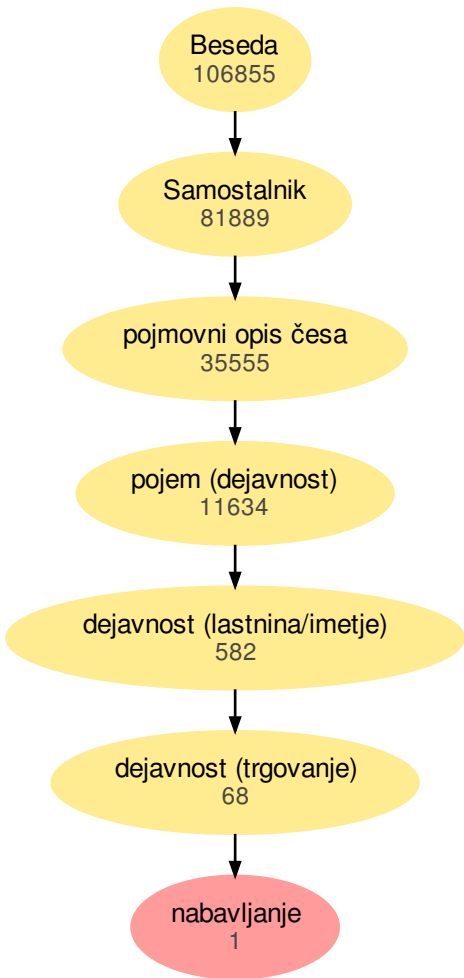 Beseda
106855
Samostalnik
81889
pojmovni opis česa
35555
pojem (dejavnost)
11634
dejavnost (lastnina/imetje)
582
dejavnost (trgovanje)
68
nabavljanje
1